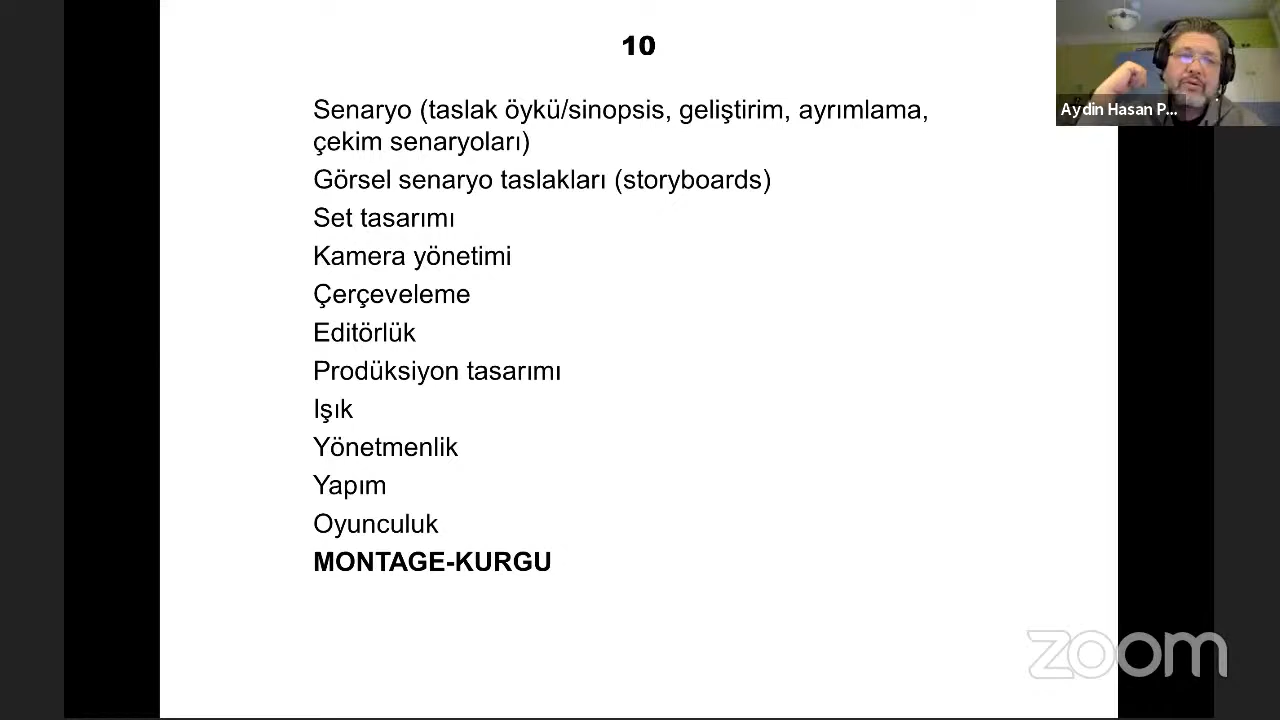 10
Senaryo (taslak öykü/sinopsis, geliştirim, ayrımlama,
çekim senaryoları)
Görsel senaryo taslakları (storyboards)
Set tasarımı
Kamera yönetimi
Çerçeveleme
Editörlük
Prodüksiyon tasarımı
Işık
Yönetmenlik
Yapım
Oyunculuk
MONTAGE-KURGU
Aydin Hasan P...
zoom